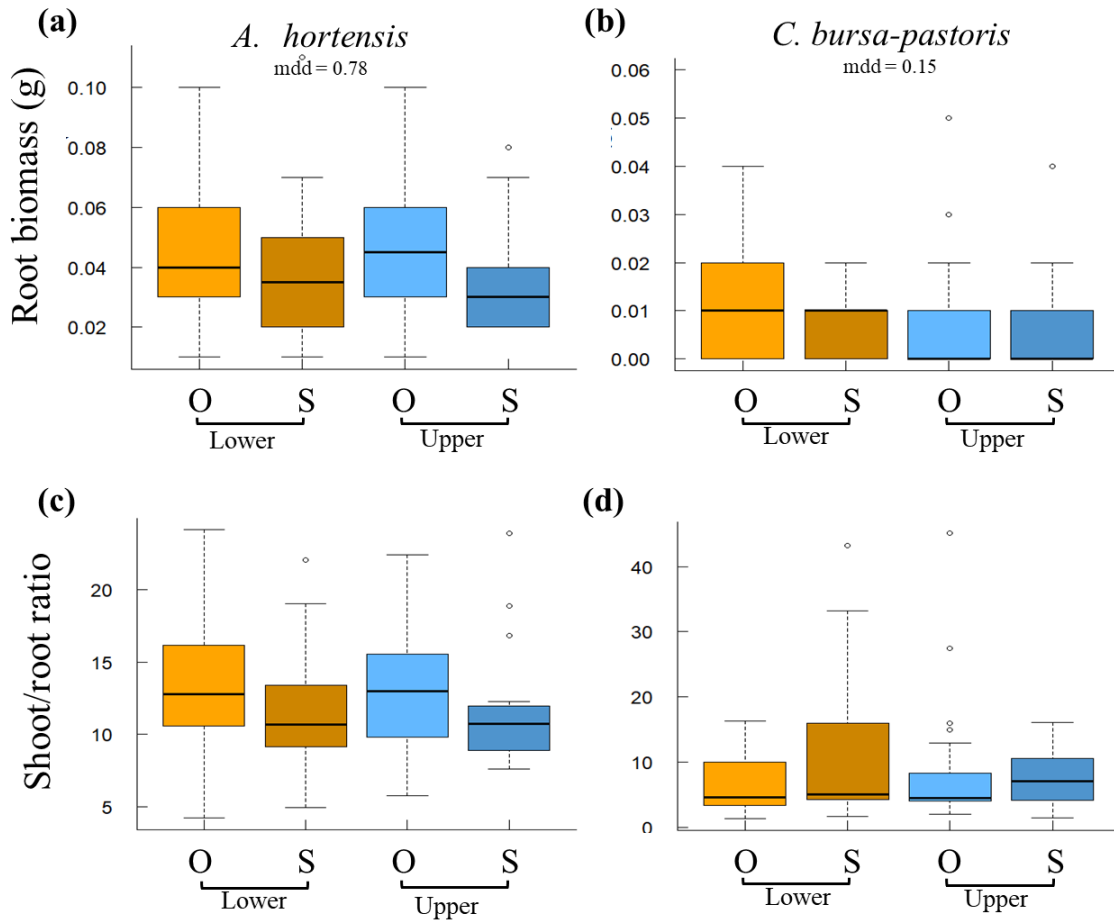 (a)
A. hortensis
mdd = 0.78
Root biomass (g)
0.10
0.08
0.06
0.04
0.02
O S O S
Lower Upper
(b)
C. bursa-pastoris
mdd = 0.15
0.06
0.05
0.04
0.03
0.02
0.01
0.00
O S O S
Lower Upper
(c)
Shoot/root ratio
20
15
10
5
O S O S
Lower Upper
(d)
40
30
20
10
0
O S O S
Lower Upper